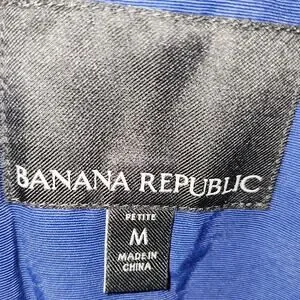 BANANA REPUBLIC
PETITE
M
MADE IN
CHINA